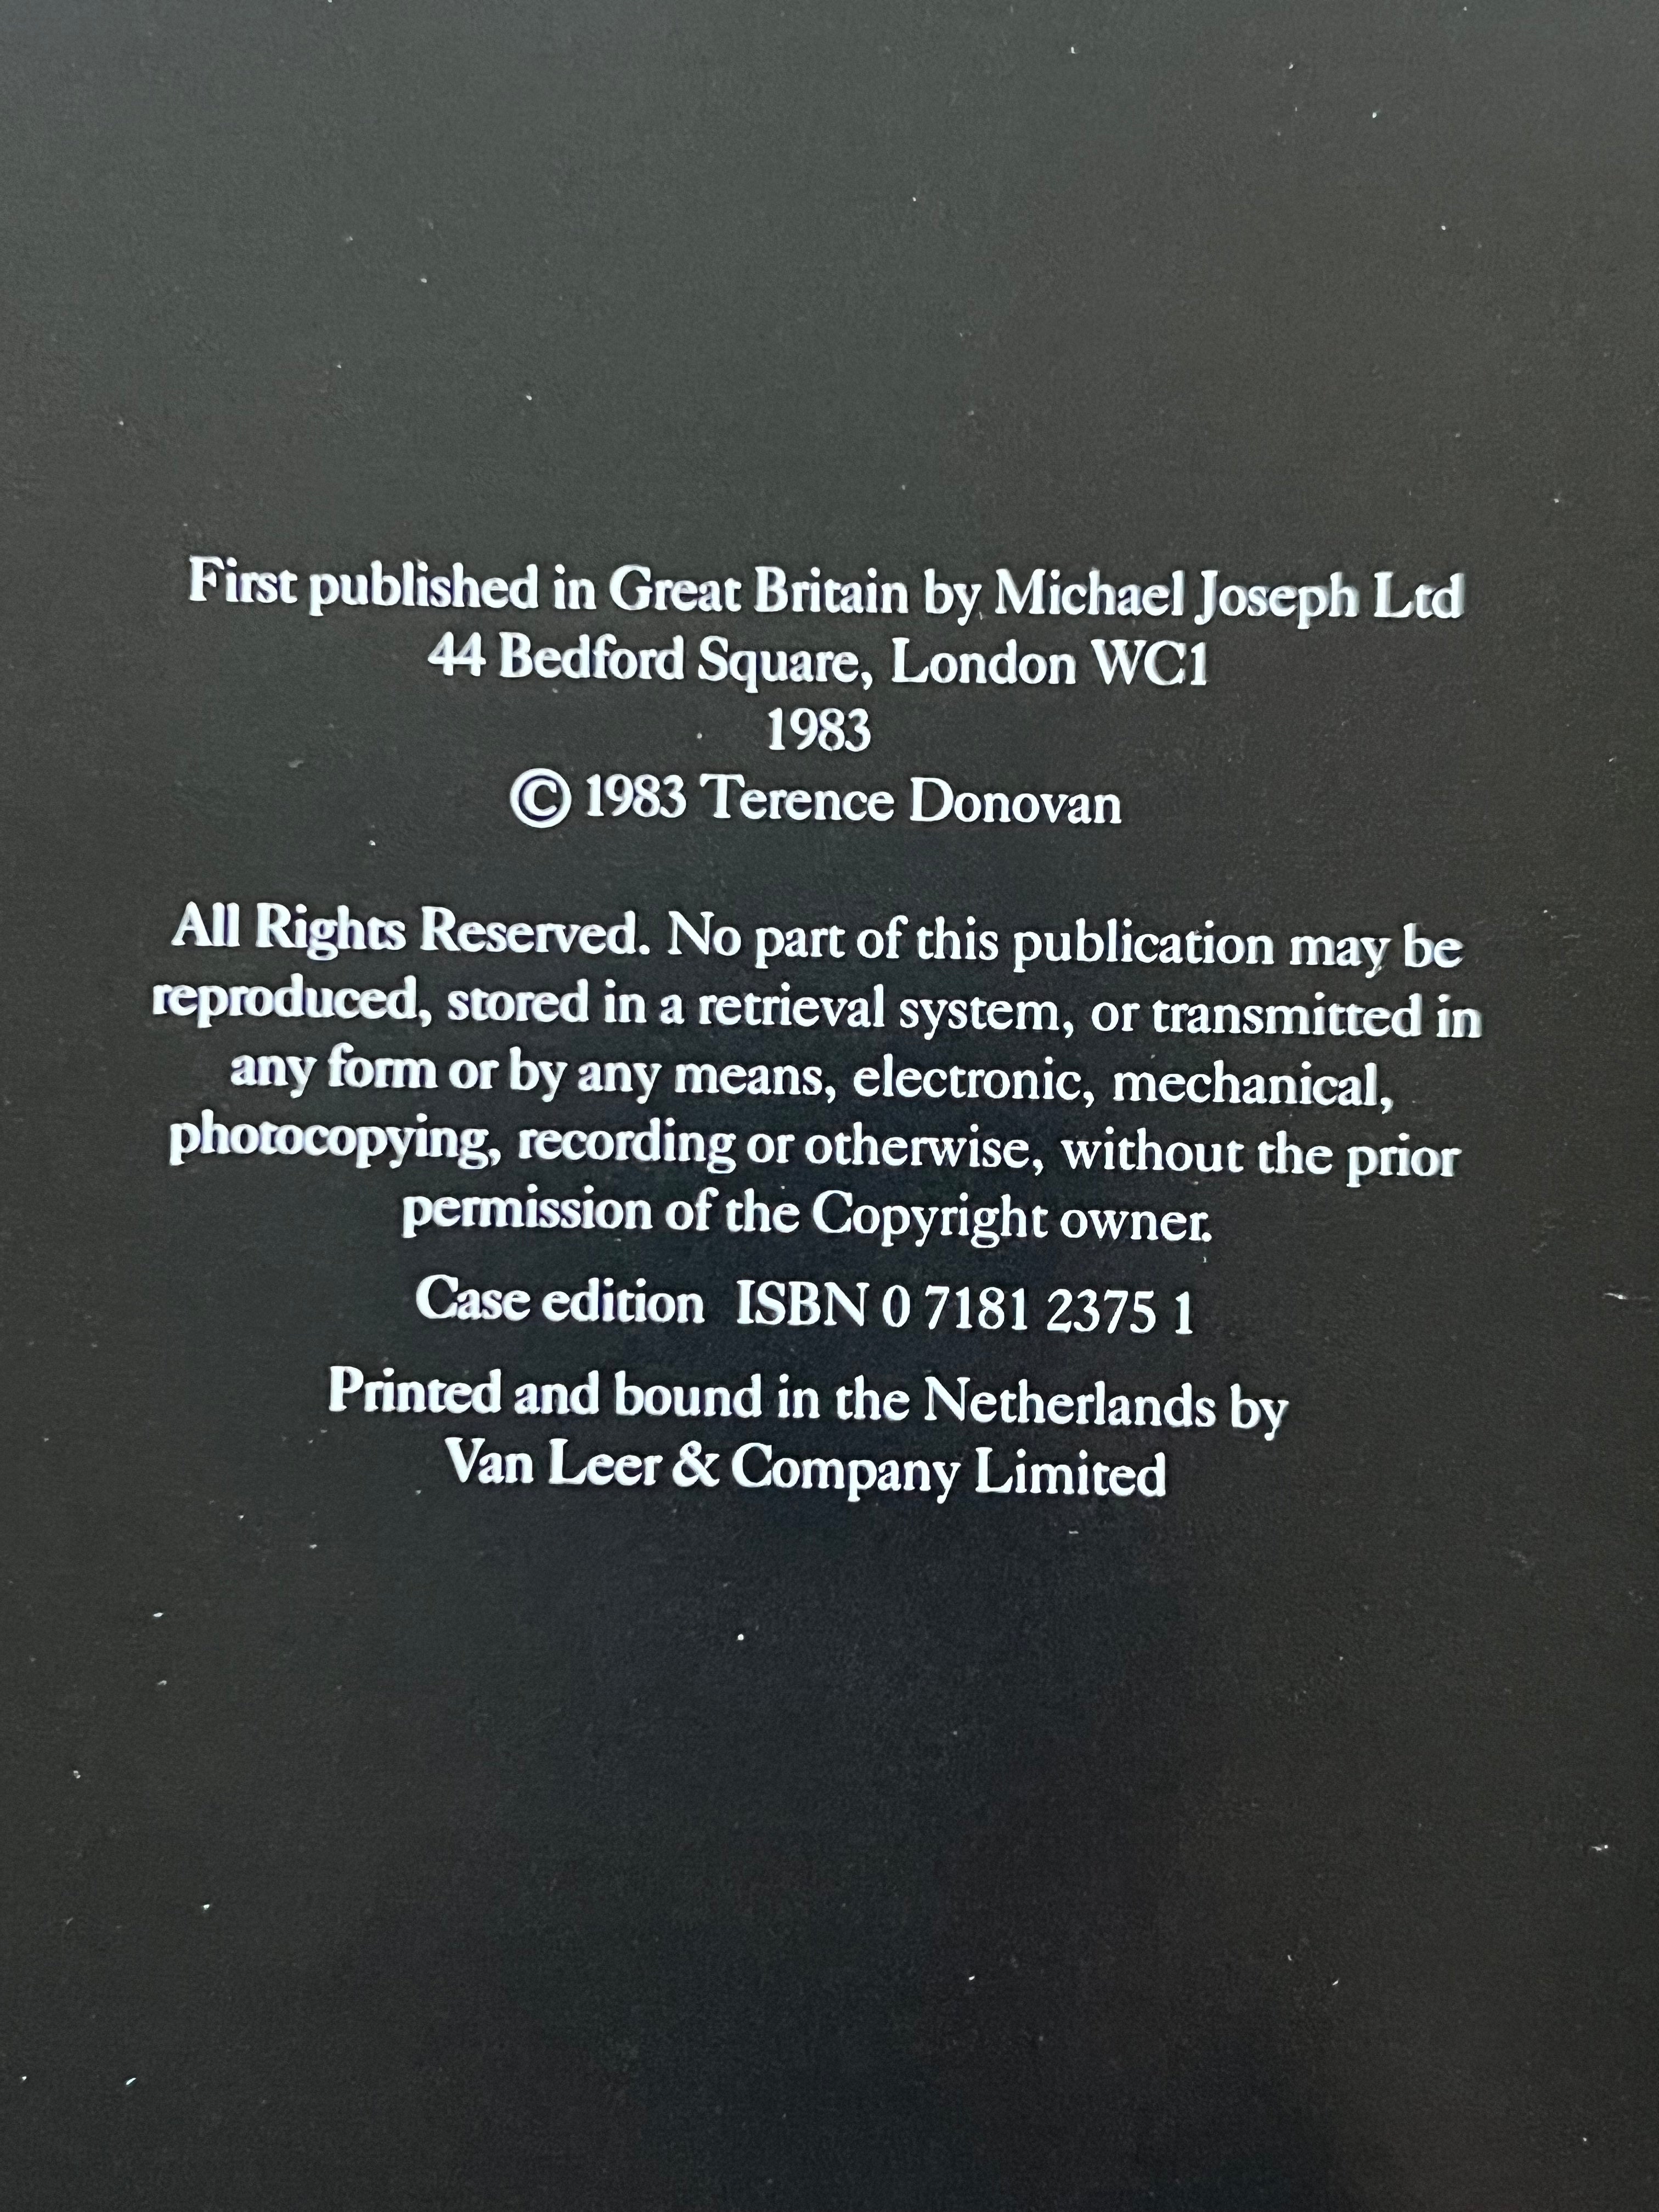 First published in Great Britain by Michael Joseph Ltd
44 Bedford Square, London WC1
1983
© 1983 Terence Donovan
All Rights Reserved. No part of this publication may be
reproduced, stored in a retrieval system, or transmitted in
any form or by any means, electronic, mechanical,
photocopying, recording or otherwise, without the prior
permission of the Copyright owner.
Case edition ISBN 0 7181 2375 1
Printed and bound in the Netherlands by
Van Leer & Company Limited